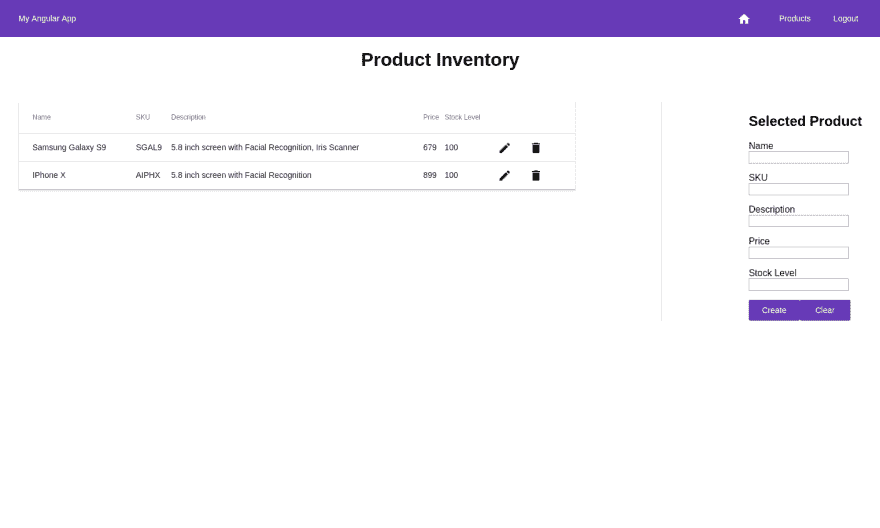 My Angular App Products Logout
Product Inventory
Name SKU Description Price Stock Level
Samsung Galaxy S9 SGAL9 5.8 inch screen with Facial Recognition, Iris Scanner 679 100
IPhone X AIPHX 5.8 inch screen with Facial Recognition 899 100
Selected Product
Name
SKU
Description
Price
Stock Level
Create Clear